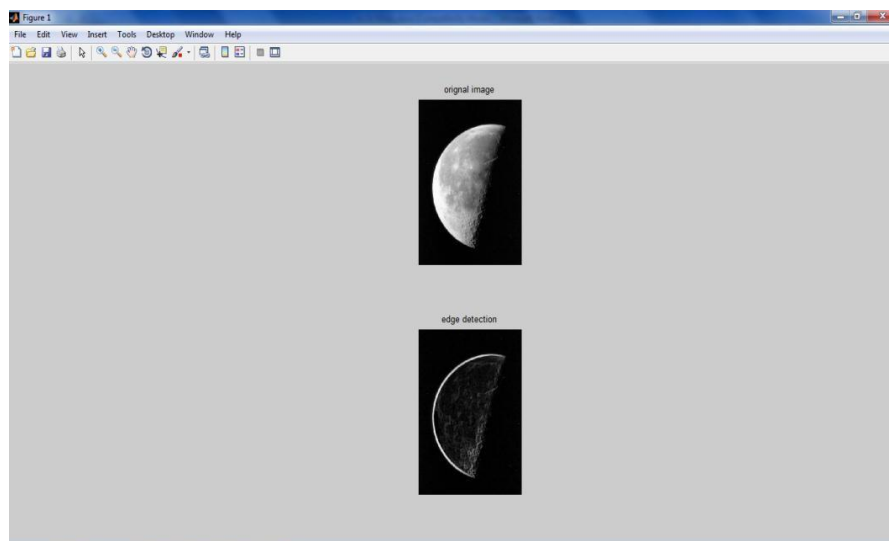 Figure 1
File Edit View Insert Tools Desktop Window Help
orignal image
edge detection